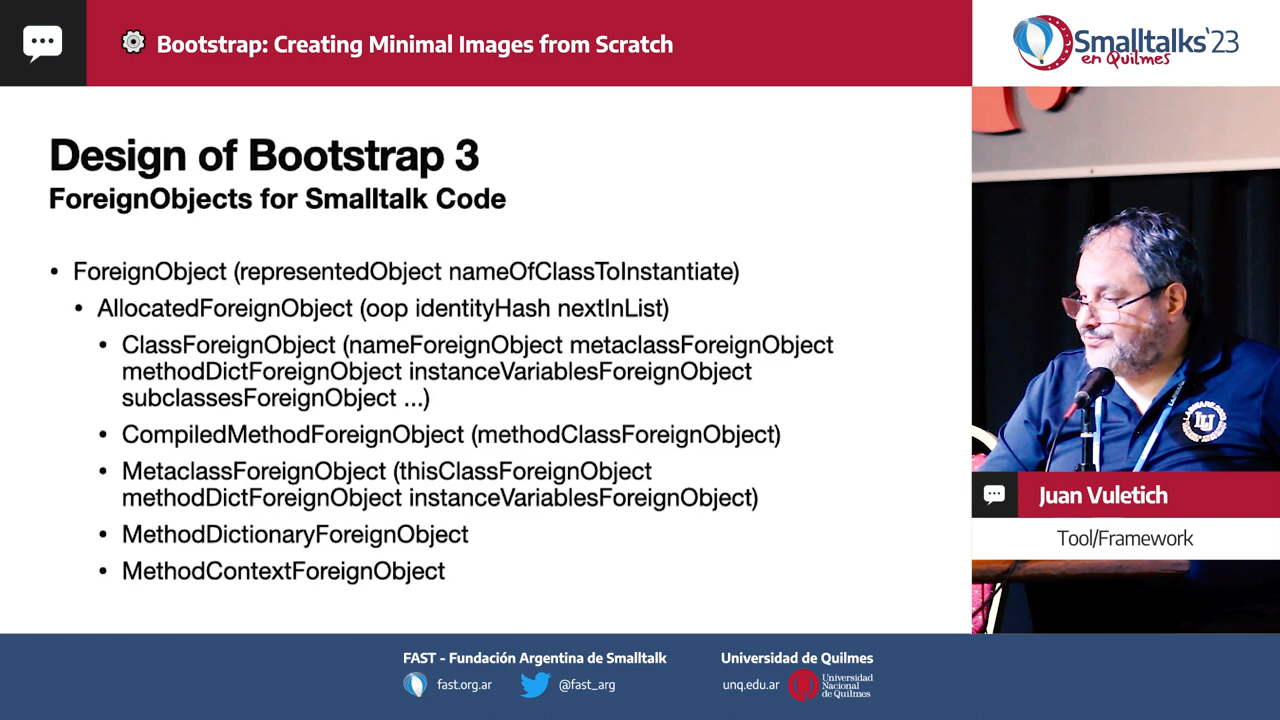 Bootstrap: Creating Minimal Images from Scratch
Smalltalks'23
en Quilmes
Design of Bootstrap 3
ForeignObjects for Smalltalk Code
• ForeignObject (representedObject nameOfClassToInstantiate)
• AllocatedForeignObject (oop identityHash nextInList)
• ClassForeignObject (nameForeignObject metaclassForeignObject
methodDictForeignObject instanceVariablesForeignObject
subclassesForeignObject ...)
• CompiledMethodForeignObject (methodClassForeignObject)
• MetaclassForeignObject (thisClassForeignObject
methodDictForeignObject instanceVariablesForeignObject)
• MethodDictionaryForeignObject
• MethodContextForeignObject
LU
Juan Vuletich
Tool/Framework
FAST - Fundación Argentina de Smalltalk
fast.org.ar
@fast_arg
Universidad de Quilmes
unq.edu.ar
Universidad
Nacional
de Quilmes